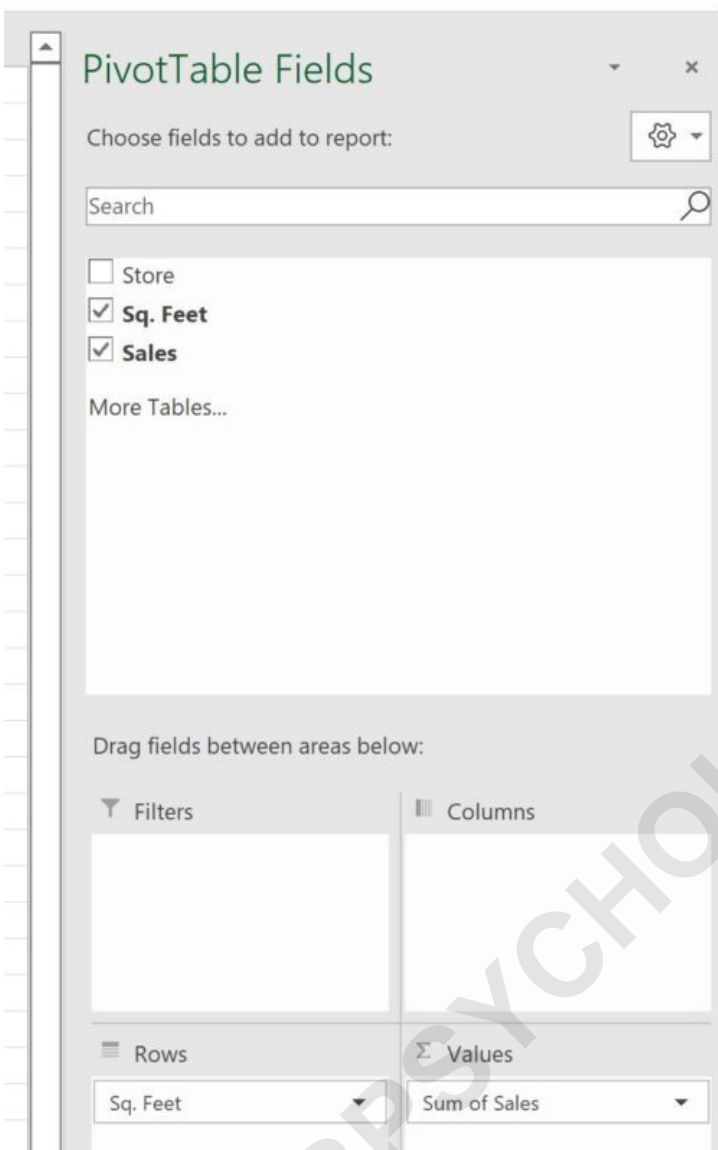 PivotTable Fields
Choose fields to add to report:
Search
Store
Sq. Feet
Sales
More Tables...
Drag fields between areas below:
Filters
Columns
Rows
Σ Values
Sq. Feet
Sum of Sales